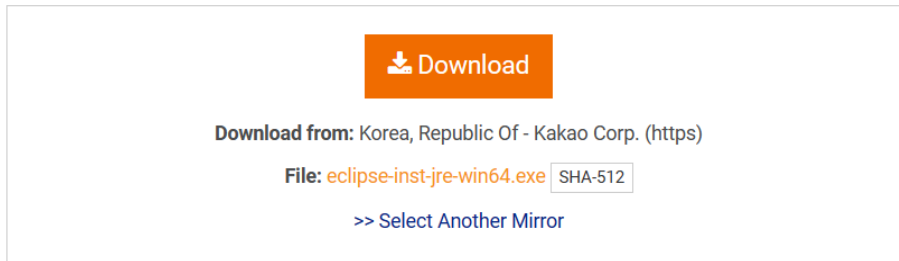 Download
Download from: Korea, Republic Of - Kakao Corp. (https)
File: eclipse-inst-jre-win64.exe SHA-512
>> Select Another Mirror